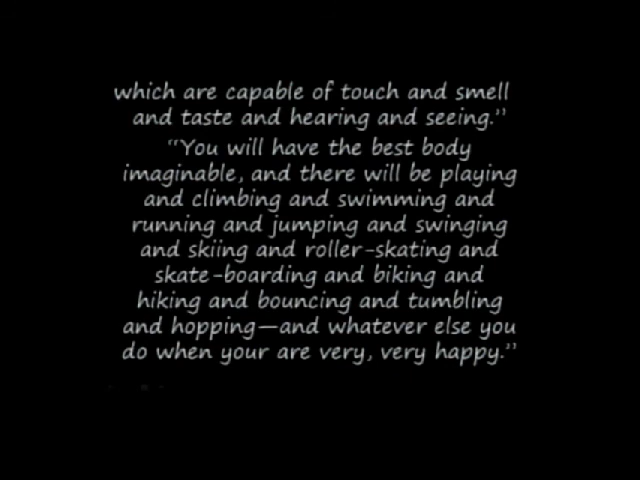 which are capable of touch and smell
and taste and hearing and seeing."
"You will have the best body
imaginable, and there will be playing
and climbing and swimming and
running and jumping and swinging
and skiing and roller-skating and
skate-boarding and biking and
hiking and bouncing and tumbling
and hopping—and whatever else you
do when your are very, very happy."